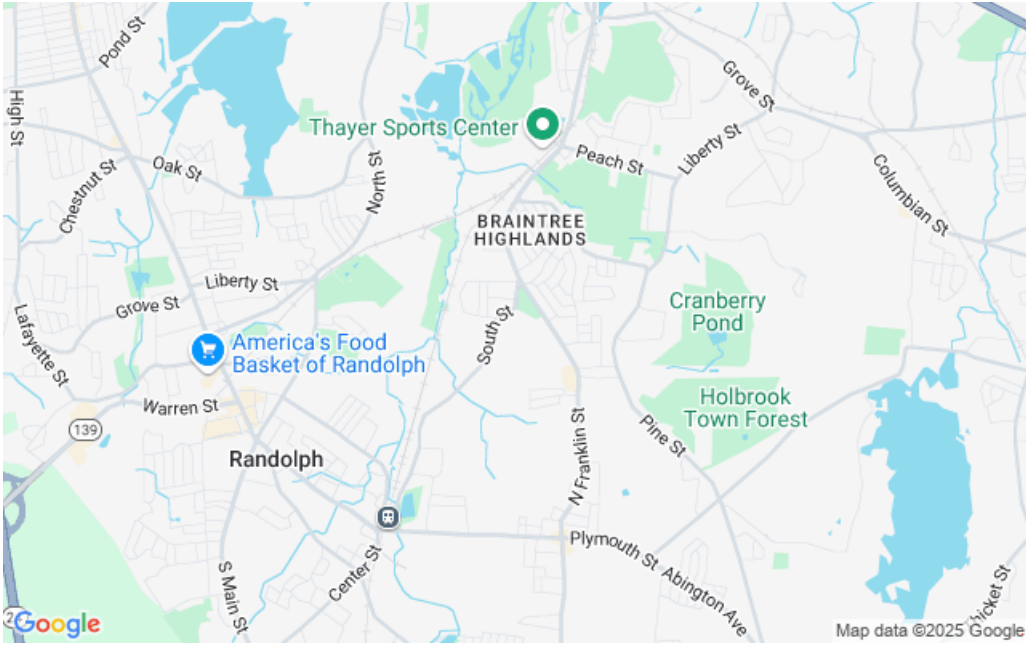 Pond St
High St
Grove St
Thayer Sports Center
Peach St
Liberty St
Oak St
North St
Chestnut St
Columbian St
BRAINTREE
HIGHLANDS
Liberty St
Grove St
Cranberry
Pond
Lafayette St
South St
America's Food
Basket of Randolph
Holbrook
Town Forest
Warren St
139
Pine St
Randolph
N Franklin St
Plymouth St
Abington Ave
Center St
S Main St
Thicket St
Google
Map data ©2025 Google